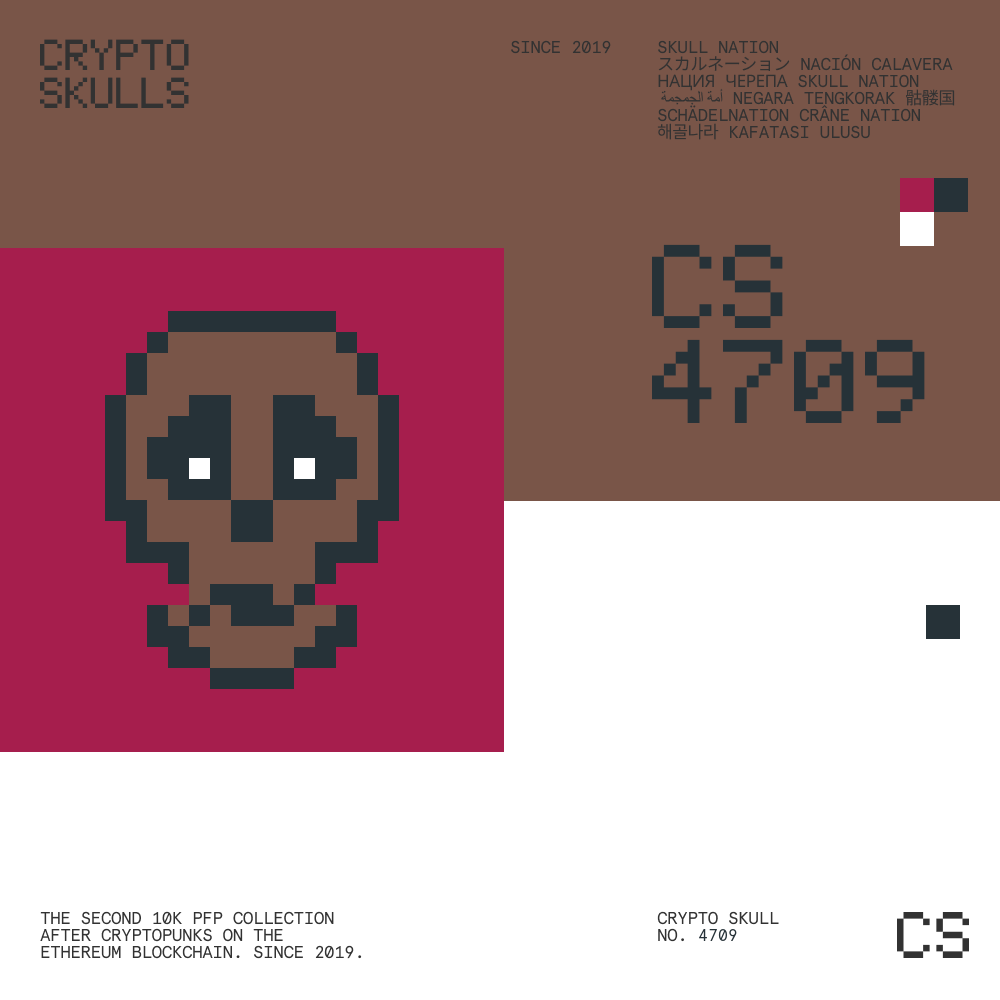 CRYPTO
SKULLS
SINCE 2019
SKULL NATION
スカルネーション NACIÓN CALAVERA
НАЦИЯ ЧЕРЕПА SKULL NATION
أمة الجمجمة NEGARA TENGKORAK 骷髅国
SCHÄDELNATION CRÂNE NATION
해골나라 KAFATASI ULUSU
CS
4709
THE SECOND 10K PFP COLLECTION
AFTER CRYPTOPUNKS ON THE
ETHEREUM BLOCKCHAIN. SINCE 2019.
CRYPTO SKULL
NO. 4709
CS